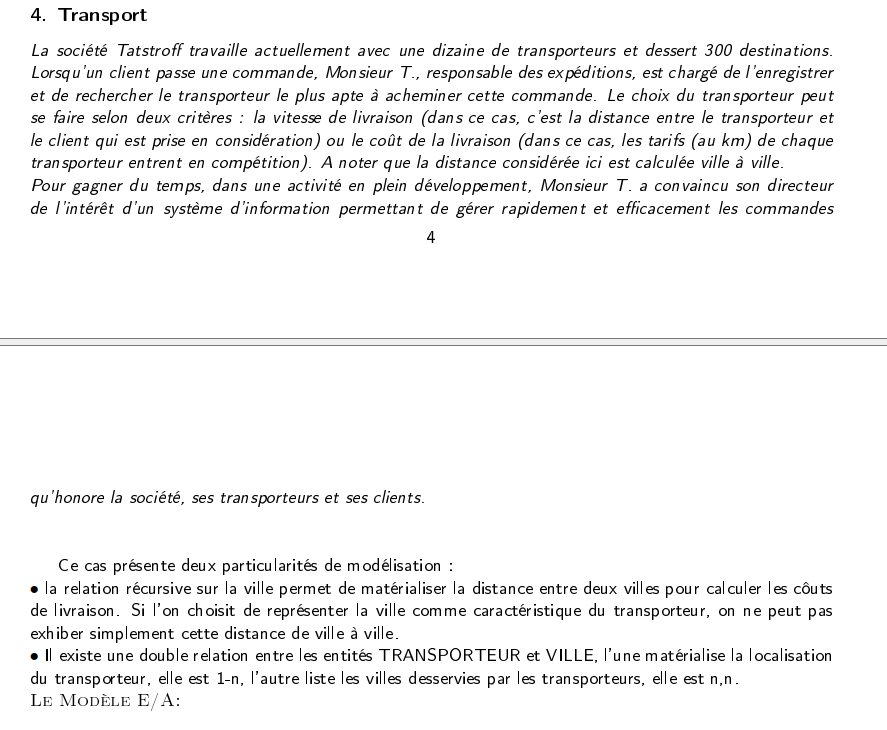 4. Transport
La société Tatstroff travaille actuellement avec une dizaine de transporteurs et dessert 300 destinations.
Lorsqu'un client passe une commande, Monsieur T., responsable des expéditions, est chargé de l'enregistrer
et de rechercher le transporteur le plus apte à acheminer cette commande. Le choix du transporteur peut
se faire selon deux critères : la vitesse de livraison (dans ce cas, c'est la distance entre le transporteur et
le client qui est prise en considération) ou le coût de la livraison (dans ce cas, les tarifs (au km) de chaque
transporteur entrent en compétition). A noter que la distance considérée ici est calculée ville à ville.
Pour gagner du temps, dans une activité en plein développement, Monsieur T. a convaincu son directeur
de l'intérêt d'un système d'information permettant de gérer rapidement et efficacement les commandes
4
qu'honore la société, ses transporteurs et ses clients.
Ce cas présente deux particularités de modélisation :
• la relation récursive sur la ville permet de matérialiser la distance entre deux villes pour calculer les côuts
de livraison. Si l'on choisit de représenter la ville comme caractéristique du transporteur, on ne peut pas
exhiber simplement cette distance de ville à ville.
• Il existe une double relation entre les entités TRANSPORTEUR et VILLE, l'une matérialise la localisation
du transporteur, elle est 1-n, l'autre liste les villes desservies par les transporteurs, elle est n,n.
Le Modèle E/A: